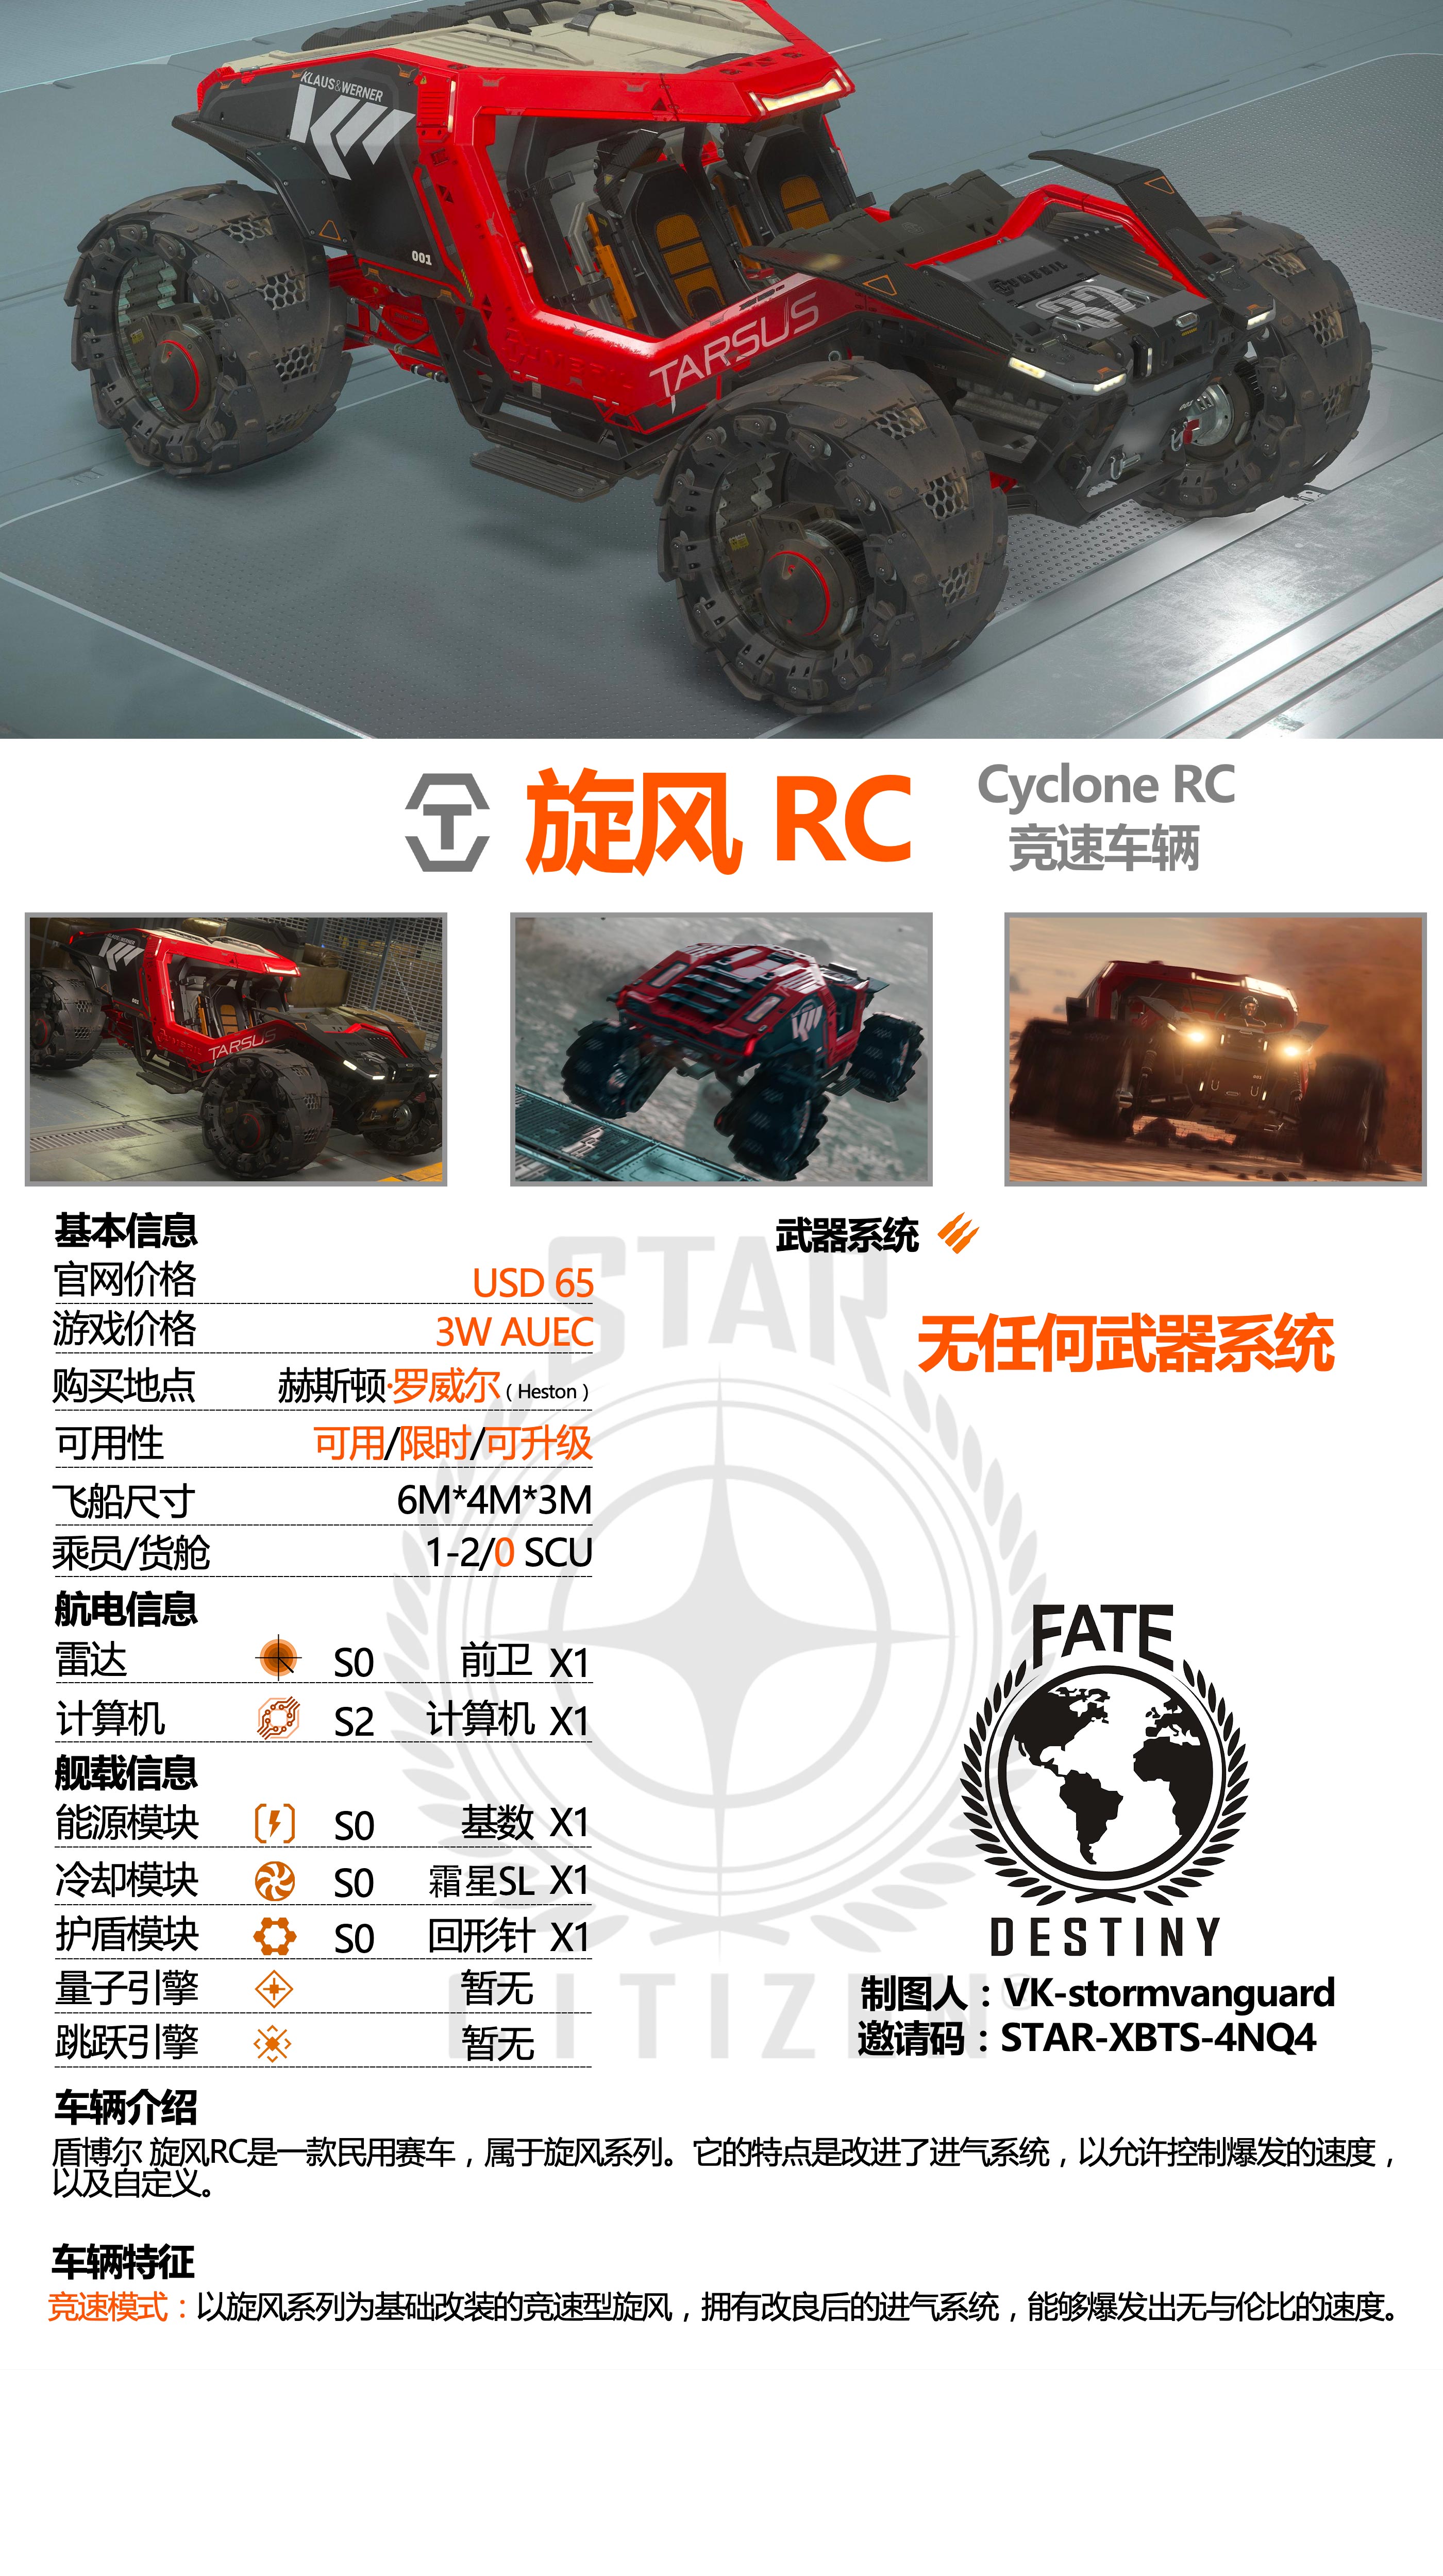 KLAUS&WERNER
001
TARSUS
旋风 RC
Cyclone RC
竞速车辆
TARSUS
基本信息
官网价格 USD 65
游戏价格 3W AUEC
购买地点 赫斯顿·罗威尔（Heston）
可用性 可用/限时/可升级
飞船尺寸 6M*4M*3M
乘员/货舱 1-2/0 SCU
航电信息
雷达 S0 前卫 X1
计算机 S2 计算机 X1
舰载信息
能源模块 S0 基数 X1
冷却模块 S0 霜星SL X1
护盾模块 S0 回形针 X1
量子引擎 暂无
跳跃引擎 暂无
武器系统
无任何武器系统
STAR
CITIZEN
FATE
DESTINY
制图人：VK-stormvanguard
邀请码：STAR-XBTS-4NQ4
车辆介绍
盾博尔 旋风RC是一款民用赛车，属于旋风系列。它的特点是改进了进气系统，以允许控制爆发的速度，
以及自定义。
车辆特征
竞速模式：以旋风系列为基础改装的竞速型旋风，拥有改良后的进气系统，能够爆发出无与伦比的速度。